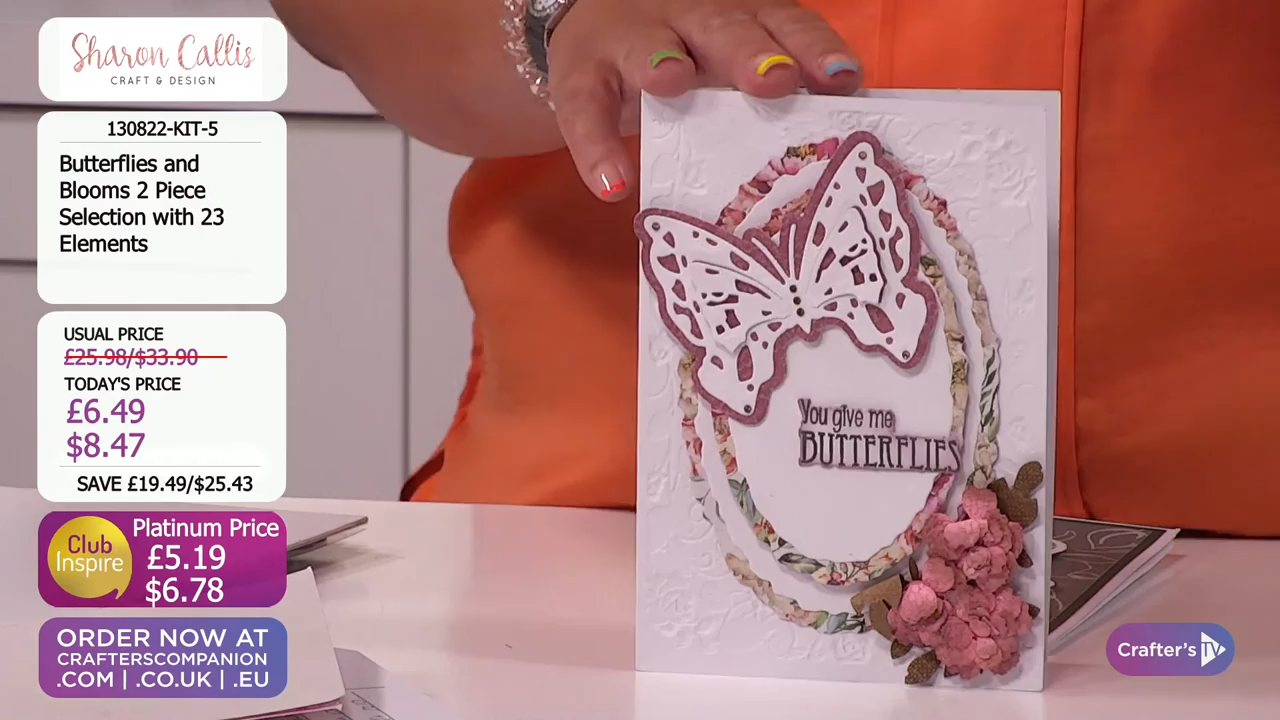 Sharon Callis
CRAFT & DESIGN
130822-KIT-5
Butterflies and
Blooms 2 Piece
Selection with 23
Elements
USUAL PRICE
£25.98/$33.90
TODAY'S PRICE
£6.49
$8.47
SAVE £19.49/$25.43
Club
Inspire
Platinum Price
£5.19
$6.78
ORDER NOW AT
CRAFTERSCOMPANION
.COM | .CO.UK | .EU
You give me
BUTTERFLIES
Crafter's TV